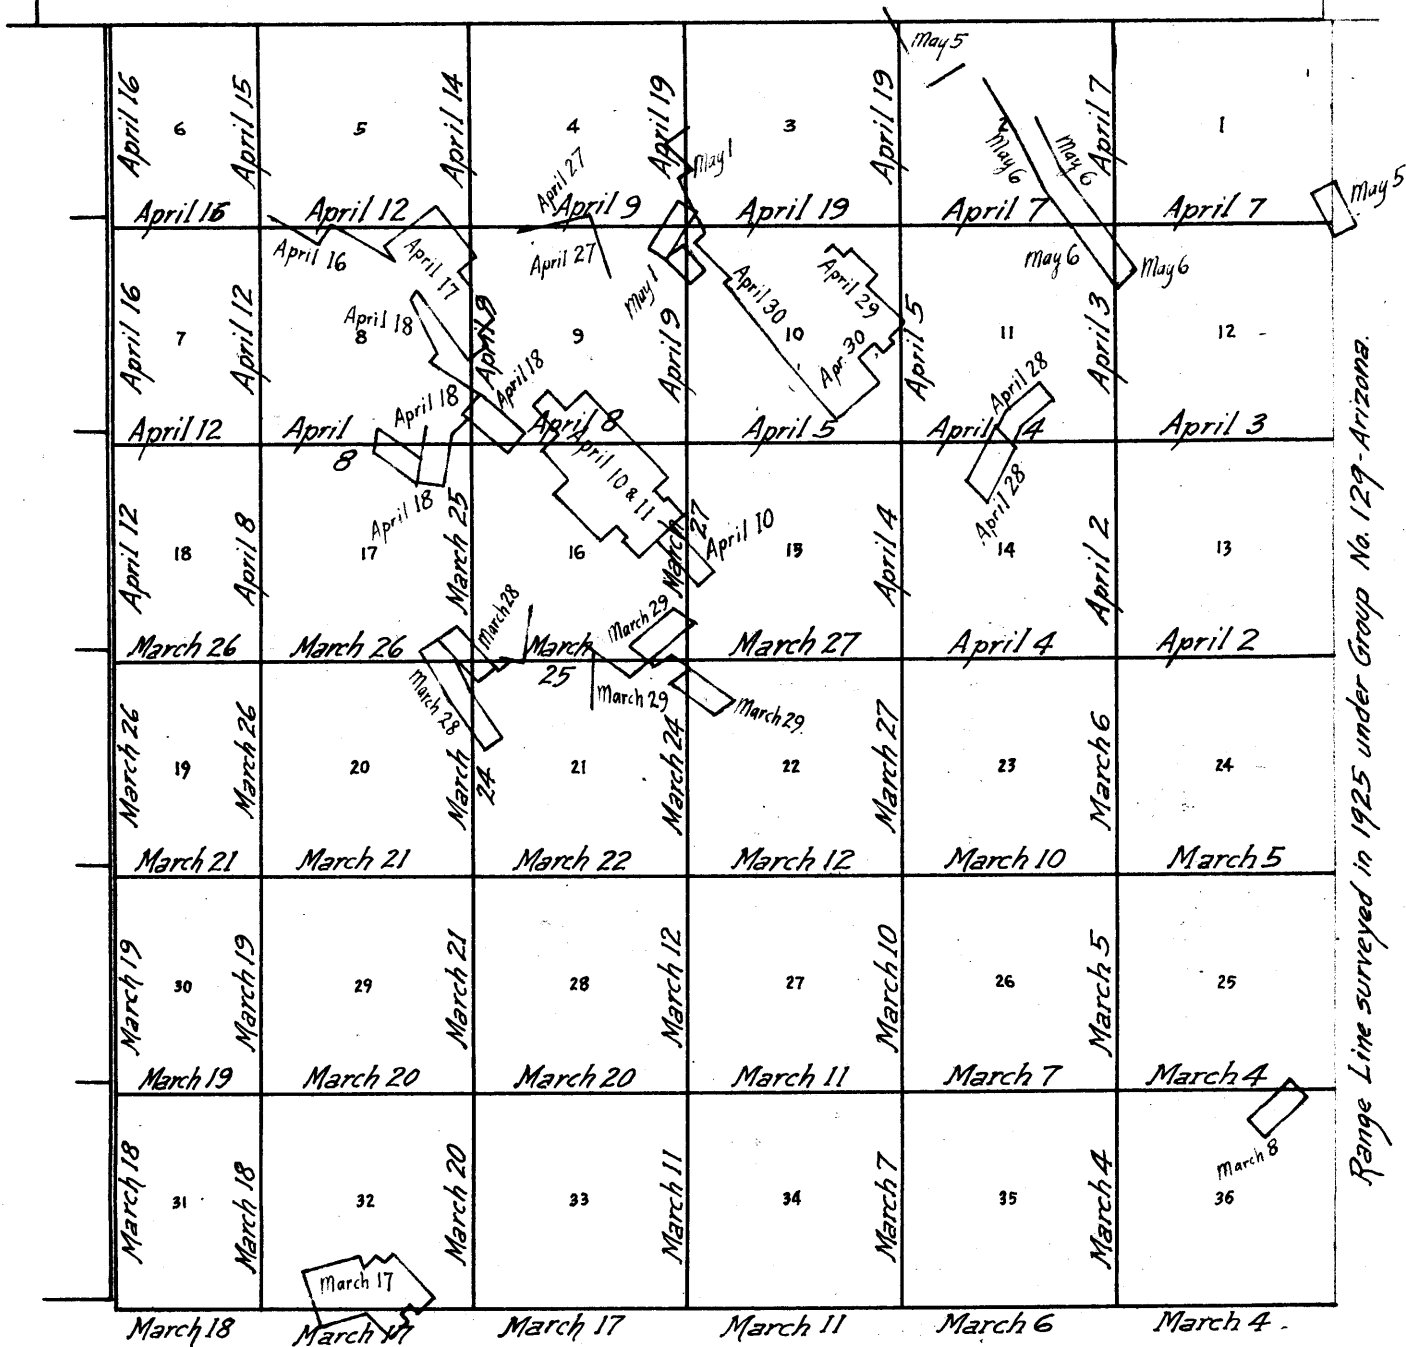 May 5
April 16
April 15
April 14
April 19
April 19
April 7
6
5
4
3
2
1
April 27
May 1
May 6
May 6
May 5
April 16
April 12
April 9
April 19
April 7
April 7
April 16
April 17
April 27
May 1
April 30
April 29
May 6
May 6
April 16
April 12
April 18
April 9
April 9
April 5
April 3
7
8
9
10
11
12
Apr. 30
April 18
April 18
April 28
April 12
April
8
April 8
April 5
April 4
April 3
April 10 & 11
April 18
April 28
April 12
April 8
March 25
March
27
April 10
April 4
April 2
18
17
16
15
14
13
March 28
March 29
March 26
March 26
March
25
March 27
April 4
April 2
March 28
March 29
March 29.
March 26
March 26
March
24
March 24
March 27
March 6
19
20
21
22
23
24
March 21
March 21
March 22
March 12
March 10
March 5
March 19
March 19
March 21
March 12
March 10
March 5
30
29
28
27
26
25
March 19
March 20
March 20
March 11
March 7
March 4
March 8
March 18
March 18
March 20
March 11
March 7
March 4
31
32
33
34
35
36
March 17
March 18
March 17
March 17
March 11
March 6
March 4.
Range Line surveyed in 1925 under Group No. 129-Arizona.